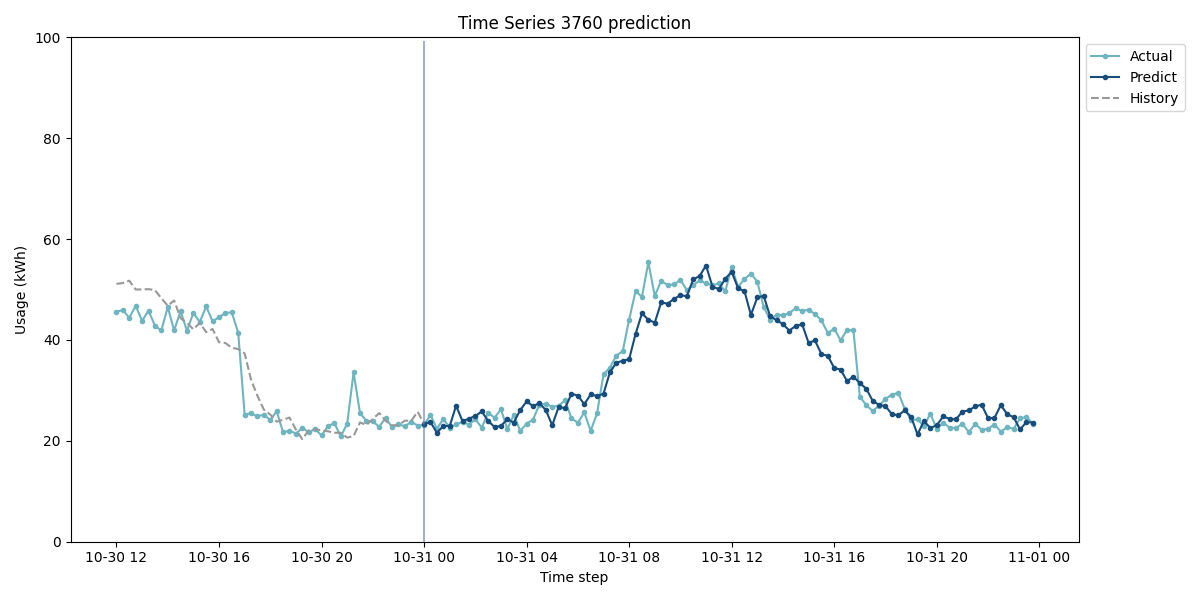 Time Series 3760 prediction
100
80
60
40
20
0
Usage (kWh)
10-30 12
10-30 16
10-30 20
10-31 00
10-31 04
10-31 08
10-31 12
10-31 16
10-31 20
11-01 00
Time step
Actual
Predict
History